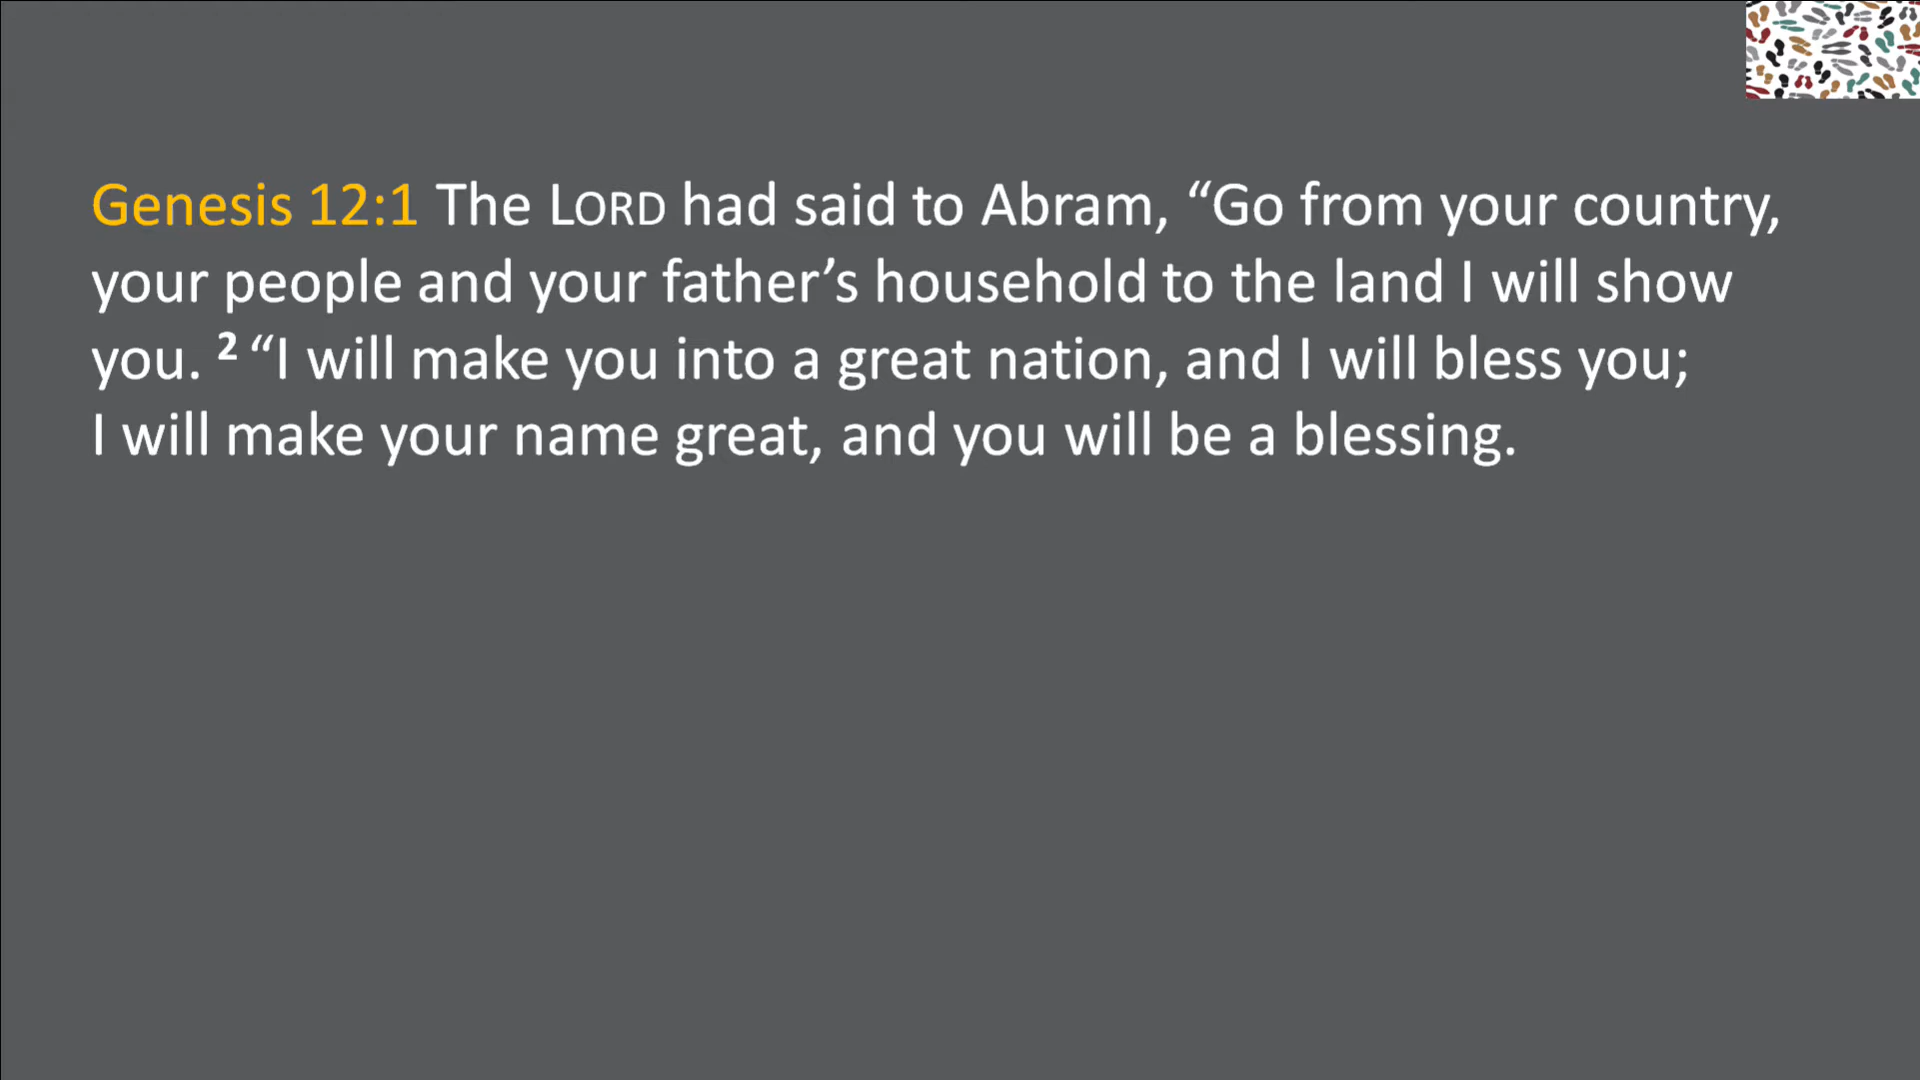 Genesis 12:1 The LORD had said to Abram, “Go from your country,
your people and your father’s household to the land I will show
you. ² “I will make you into a great nation, and I will bless you;
I will make your name great, and you will be a blessing.